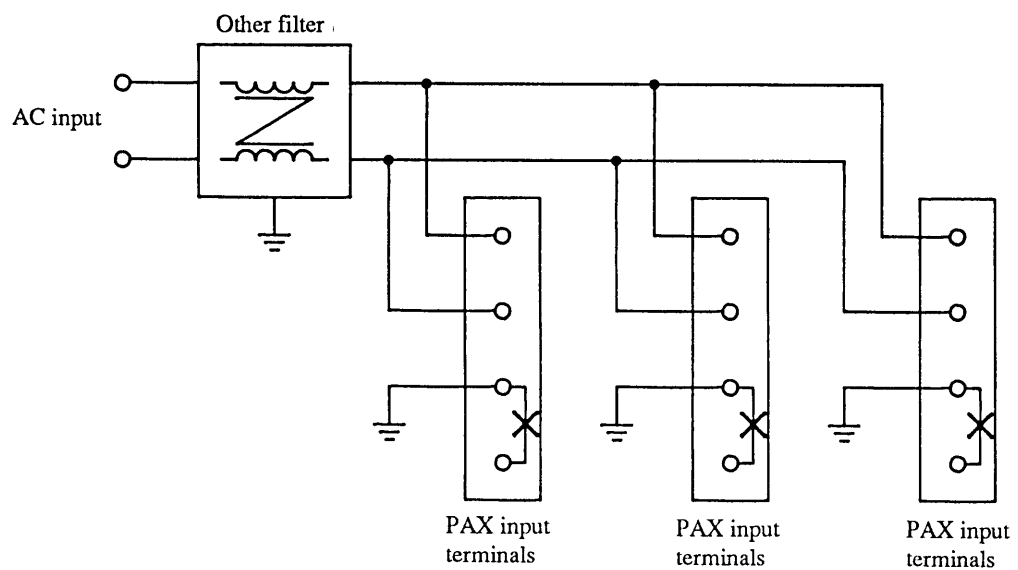 Other filter
AC input
PAX input
terminals
PAX input
terminals
PAX input
terminals